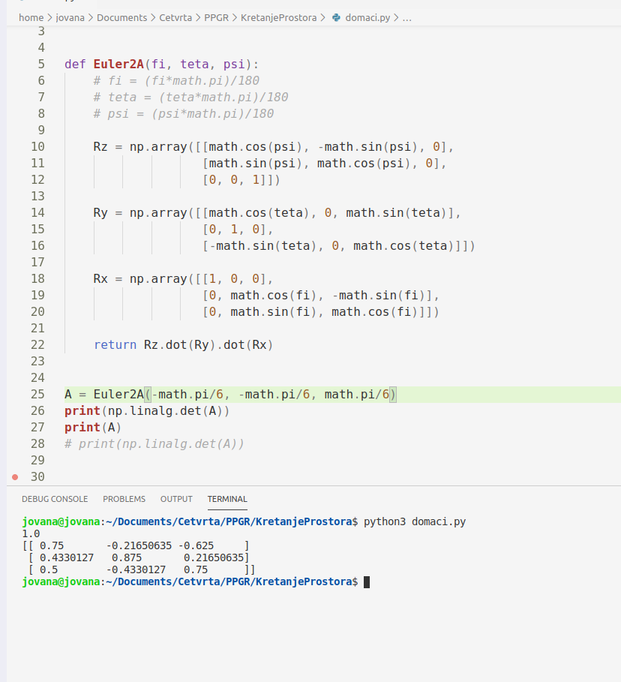 home > jovana > Documents > Cetvrta > PPGR > KretanjeProstora > domaci.py > ...
3
4
5 def Euler2A(fi, teta, psi):
6     # fi = (fi*math.pi)/180
7     # teta = (teta*math.pi)/180
8     # psi = (psi*math.pi)/180
9
10     Rz = np.array([[math.cos(psi), -math.sin(psi), 0],
11                    [math.sin(psi), math.cos(psi), 0],
12                    [0, 0, 1]])
13
14     Ry = np.array([[math.cos(teta), 0, math.sin(teta)],
15                    [0, 1, 0],
16                    [-math.sin(teta), 0, math.cos(teta)]])
17
18     Rx = np.array([[1, 0, 0],
19                    [0, math.cos(fi), -math.sin(fi)],
20                    [0, math.sin(fi), math.cos(fi)]])
21
22     return Rz.dot(Ry).dot(Rx)
23
24
25 A = Euler2A(-math.pi/6, -math.pi/6, math.pi/6)
26 print(np.linalg.det(A))
27 print(A)
28 # print(np.linalg.det(A))
29
30
DEBUG CONSOLE PROBLEMS OUTPUT TERMINAL
jovana@jovana:~/Documents/Cetvrta/PPGR/KretanjeProstora$ python3 domaci.py
1.0
[[ 0.75       -0.21650635 -0.625     ]
 [ 0.4330127   0.875       0.21650635]
 [ 0.5        -0.4330127   0.75      ]]
jovana@jovana:~/Documents/Cetvrta/PPGR/KretanjeProstora$